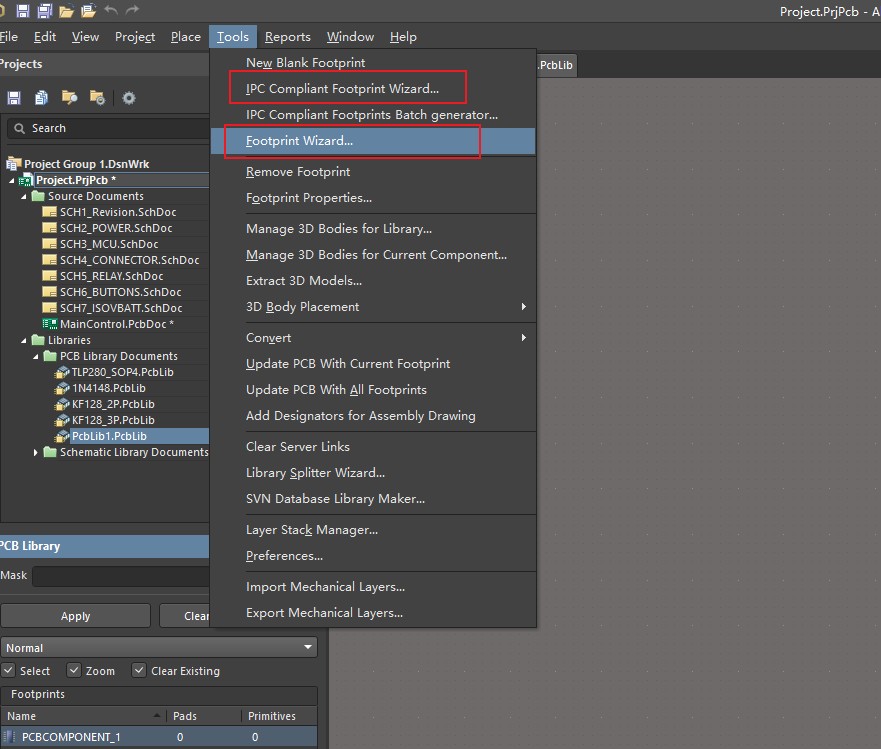 Project.PrjPcb - A
File Edit View Project Place Tools Reports Window Help
Projects
Search
Project Group 1.DsnWrk
Project.PrjPcb *
Source Documents
SCH1_Revision.SchDoc
SCH2_POWER.SchDoc
SCH3_MCU.SchDoc
SCH4_CONNECTOR.SchDoc
SCH5_RELAY.SchDoc
SCH6_BUTTONS.SchDoc
SCH7_ISOVBATT.SchDoc
MainControl.PcbDoc *
Libraries
PCB Library Documents
TLP280_SOP4.PcbLib
1N4148.PcbLib
KF128_2P.PcbLib
KF128_3P.PcbLib
PcbLib1.PcbLib
Schematic Library Documents
New Blank Footprint
IPC Compliant Footprint Wizard...
IPC Compliant Footprints Batch generator...
Footprint Wizard...
Remove Footprint
Footprint Properties...
Manage 3D Bodies for Library...
Manage 3D Bodies for Current Component...
Extract 3D Models...
3D Body Placement
Convert
Update PCB With Current Footprint
Update PCB With All Footprints
Add Designators for Assembly Drawing
Clear Server Links
Library Splitter Wizard...
SVN Database Library Maker...
Layer Stack Manager...
Preferences...
Import Mechanical Layers...
Export Mechanical Layers...
.PcbLib
PCB Library
Mask
Apply Clear
Normal
Select Zoom Clear Existing
Footprints
Name Pads Primitives
PCBCOMPONENT_1 0 0